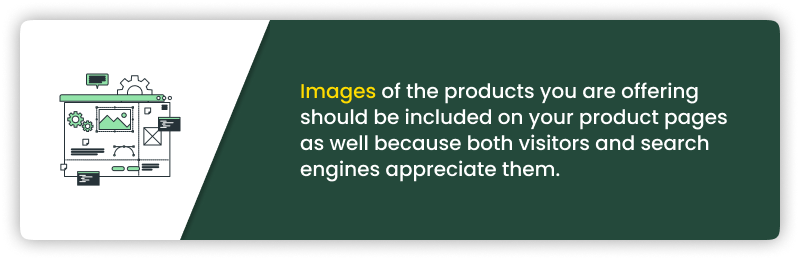 Images of the products you are offering
should be included on your product pages
as well because both visitors and search
engines appreciate them.